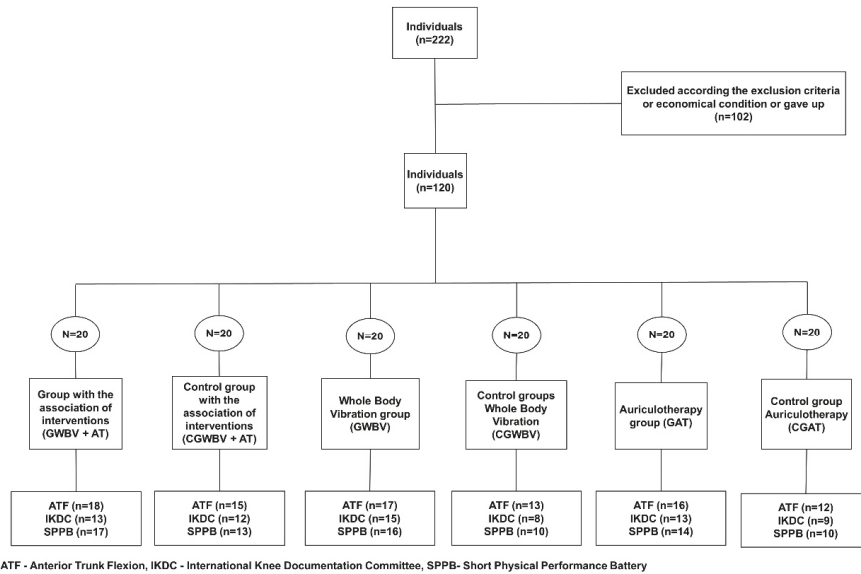 Individuals
(n=222)
Excluded according the exclusion criteria
or economical condition or gave up
(n=102)
Individuals
(n=120)
N=20
N=20
N=20
N=20
N=20
N=20
Group with the
association of
interventions
(GWBV + AT)
Control group
with the
association of
interventions
(CGWBV + AT)
Whole Body
Vibration group
(GWBV)
Control groups
Whole Body
Vibration
(CGWBV)
Auriculotherapy
group (GAT)
Control group
Auriculotherapy
(CGAT)
ATF (n=18)
IKDC (n=13)
SPPB (n=17)
ATF (n=15)
IKDC (n=12)
SPPB (n=13)
ATF (n=17)
IKDC (n=15)
SPPB (n=16)
ATF (n=13)
IKDC (n=8)
SPPB (n=10)
ATF (n=16)
IKDC (n=13)
SPPB (n=14)
ATF (n=12)
IKDC (n=9)
SPPB (n=10)
ATF - Anterior Trunk Flexion, IKDC - International Knee Documentation Committee, SPPB- Short Physical Performance Battery